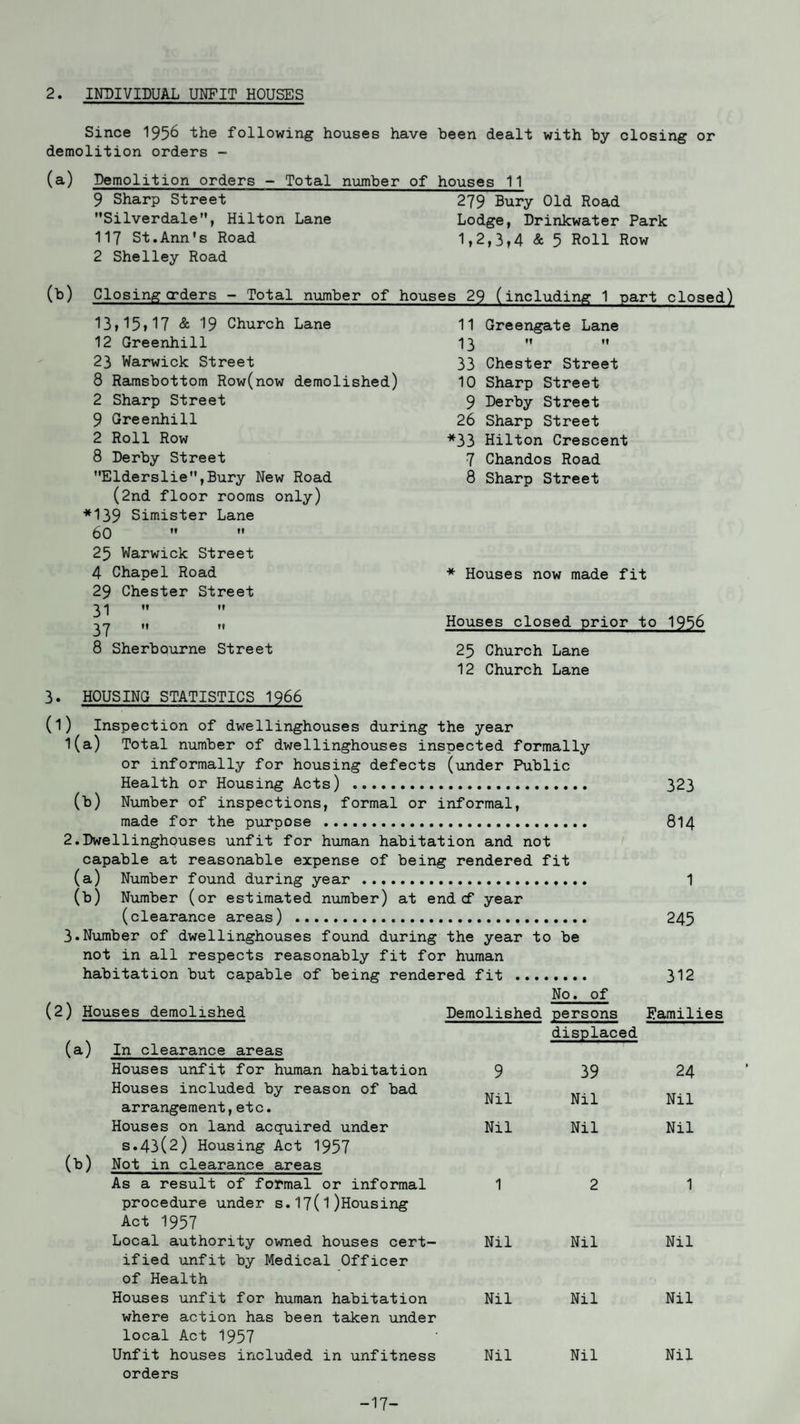 2. INDIVIDUAL UNFIT HOUSES
Since 1956 the following houses have been dealt with by closing or
demolition orders -
(a) Demolition orders - Total number of houses 11
9 Sharp Street
"Silverdale", Hilton Lane
117 St.Ann's Road
2 Shelley Road
279 Bury Old Road
Lodge, Drinkwater Park
1,2,3,4 & 5 Roll Row
(b) Closing orders - Total number of houses 29 (including 1 part closed)
13,15,17 & 19 Church Lane
12 Greenhill
23 Warwick Street
8 Ramsbottom Row(now demolished)
2 Sharp Street
9 Greenhill
2 Roll Row
8 Derby Street
"Elderslie",Bury New Road
(2nd floor rooms only)
*139 Simister Lane
60 " "
25 Warwick Street
4 Chapel Road
29 Chester Street
31 " "
37 " "
8 Sherbourne Street
11 Greengate Lane
13 " "
33 Chester Street
10 Sharp Street
9 Derby Street
26 Sharp Street
*33 Hilton Crescent
7 Chandos Road
8 Sharp Street
* Houses now made fit
Houses closed prior to 1956
25 Church Lane
12 Church Lane
3. HOUSING STATISTICS 1966
(1) Inspection of dwellinghouses during the year
1(a) Total number of dwellinghouses inspected formally
or informally for housing defects (under Public
Health or Housing Acts) ........................... 323
(b) Number of inspections, formal or informal,
made for the purpose .............................. 814
2.Dwellinghouses unfit for human habitation and not
capable at reasonable expense of being rendered fit
(a) Number found during year .......................... 1
(b) Number (or estimated number) at end of year
(clearance areas) ................................. 245
3.Number of dwellinghouses found during the year to be
not in all respects reasonably fit for human
habitation but capable of being rendered fit ........ 312
(2) Houses demolished Demolished No. of persons displaced Families
(a) In clearance areas
Houses unfit for human habitation 9 39 24
Houses included by reason of bad
arrangement,etc. Nil Nil Nil
Houses on land acquired under Nil Nil Nil
s.43(2) Housing Act 1957
(b) Not in clearance areas
As a result of formal or informal 1 2 1
procedure under s.17(1)Housing
Act 1957
Local authority owned houses cert- Nil Nil Nil
ified unfit by Medical Officer
of Health
Houses unfit for human habitation Nil Nil Nil
where action has been taken under
local Act 1957
Unfit houses included in unfitness Nil Nil Nil
orders
-17-